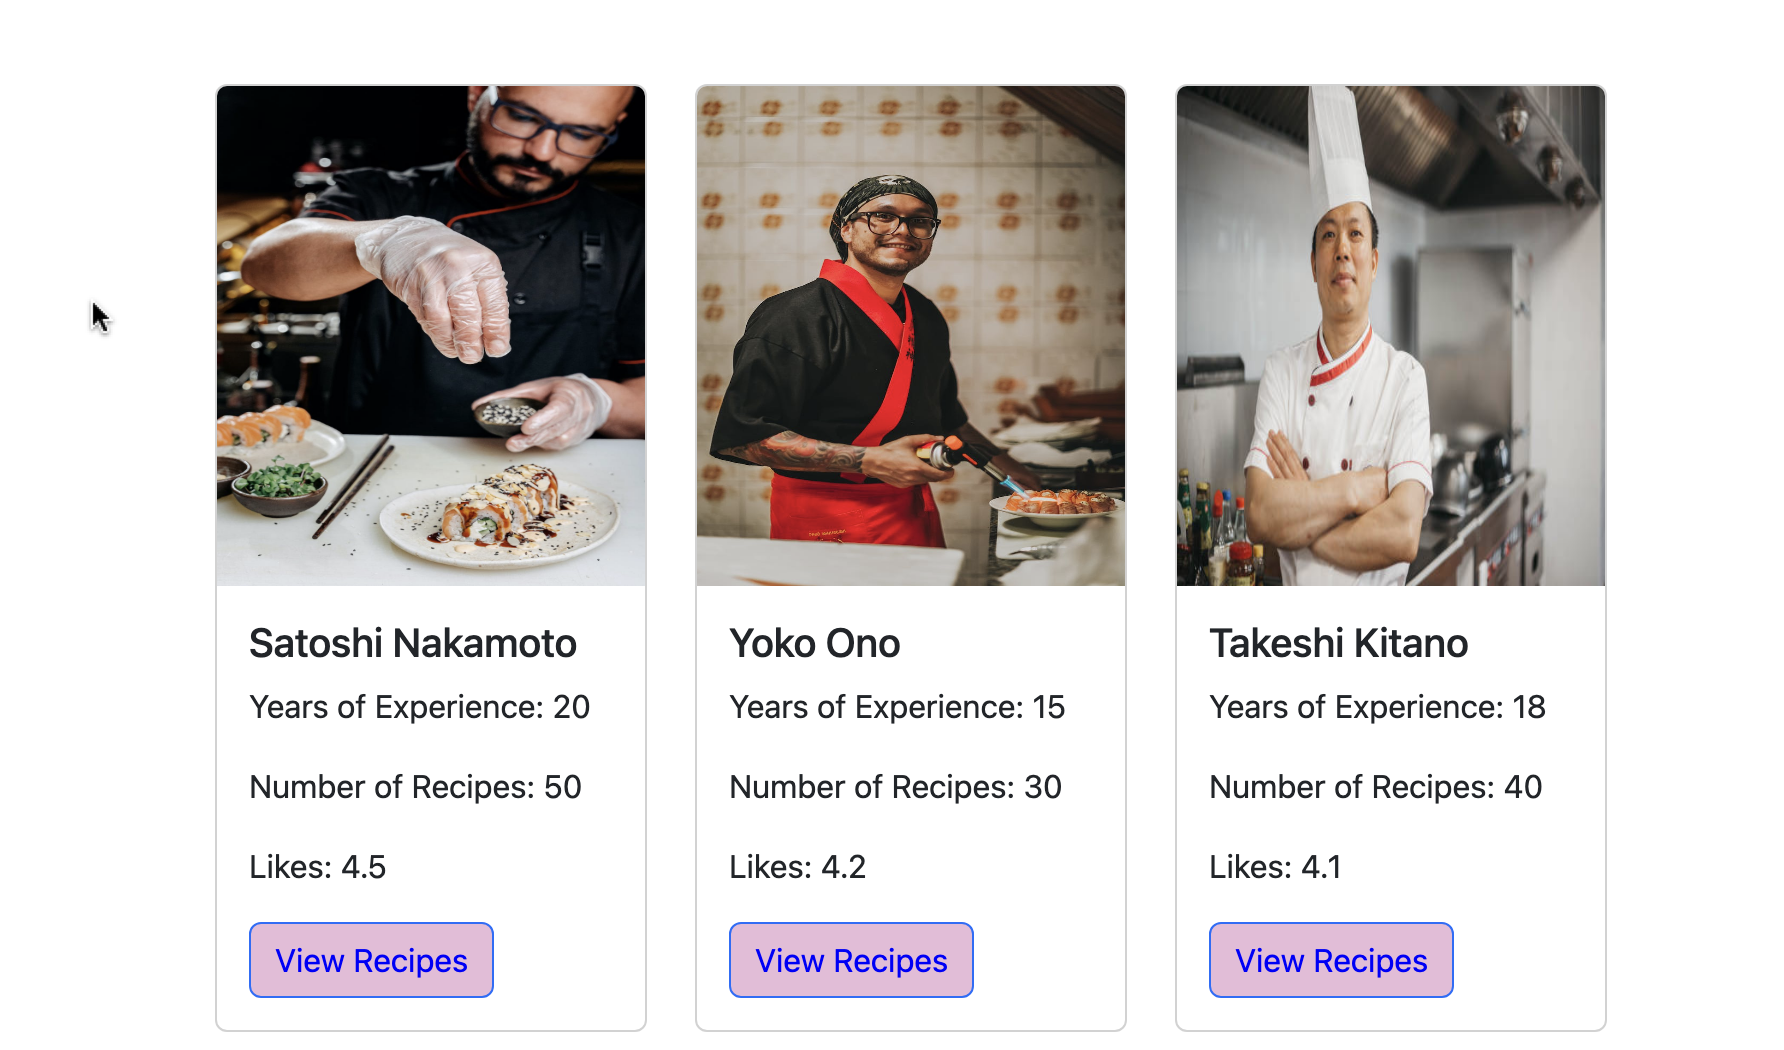 Satoshi Nakamoto
Years of Experience: 20
Number of Recipes: 50
Likes: 4.5
View Recipes
Yoko Ono
Years of Experience: 15
Number of Recipes: 30
Likes: 4.2
View Recipes
Takeshi Kitano
Years of Experience: 18
Number of Recipes: 40
Likes: 4.1
View Recipes